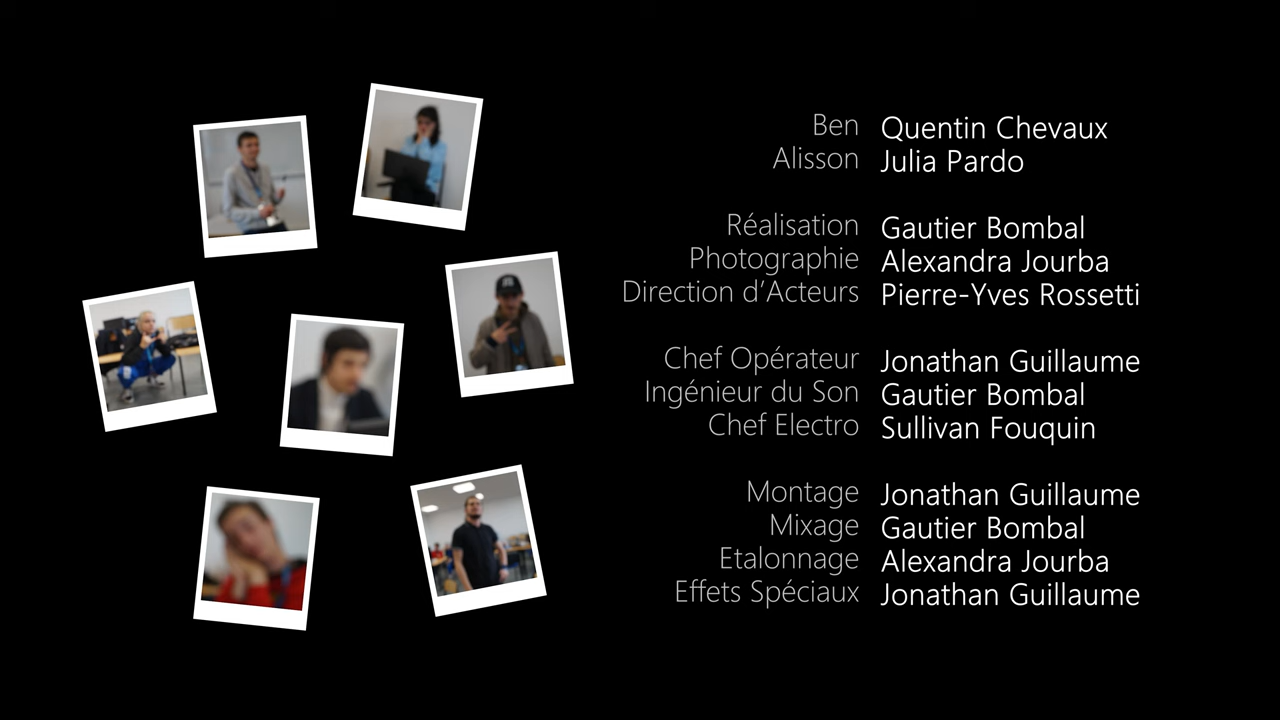 Ben Quentin Chevaux
Alisson Julia Pardo
Réalisation Gautier Bombal
Photographie Alexandra Jourba
Direction d'Acteurs Pierre-Yves Rossetti
Chef Opérateur Jonathan Guillaume
Ingénieur du Son Gautier Bombal
Chef Electro Sullivan Fouquin
Montage Jonathan Guillaume
Mixage Gautier Bombal
Etalonnage Alexandra Jourba
Effets Spéciaux Jonathan Guillaume